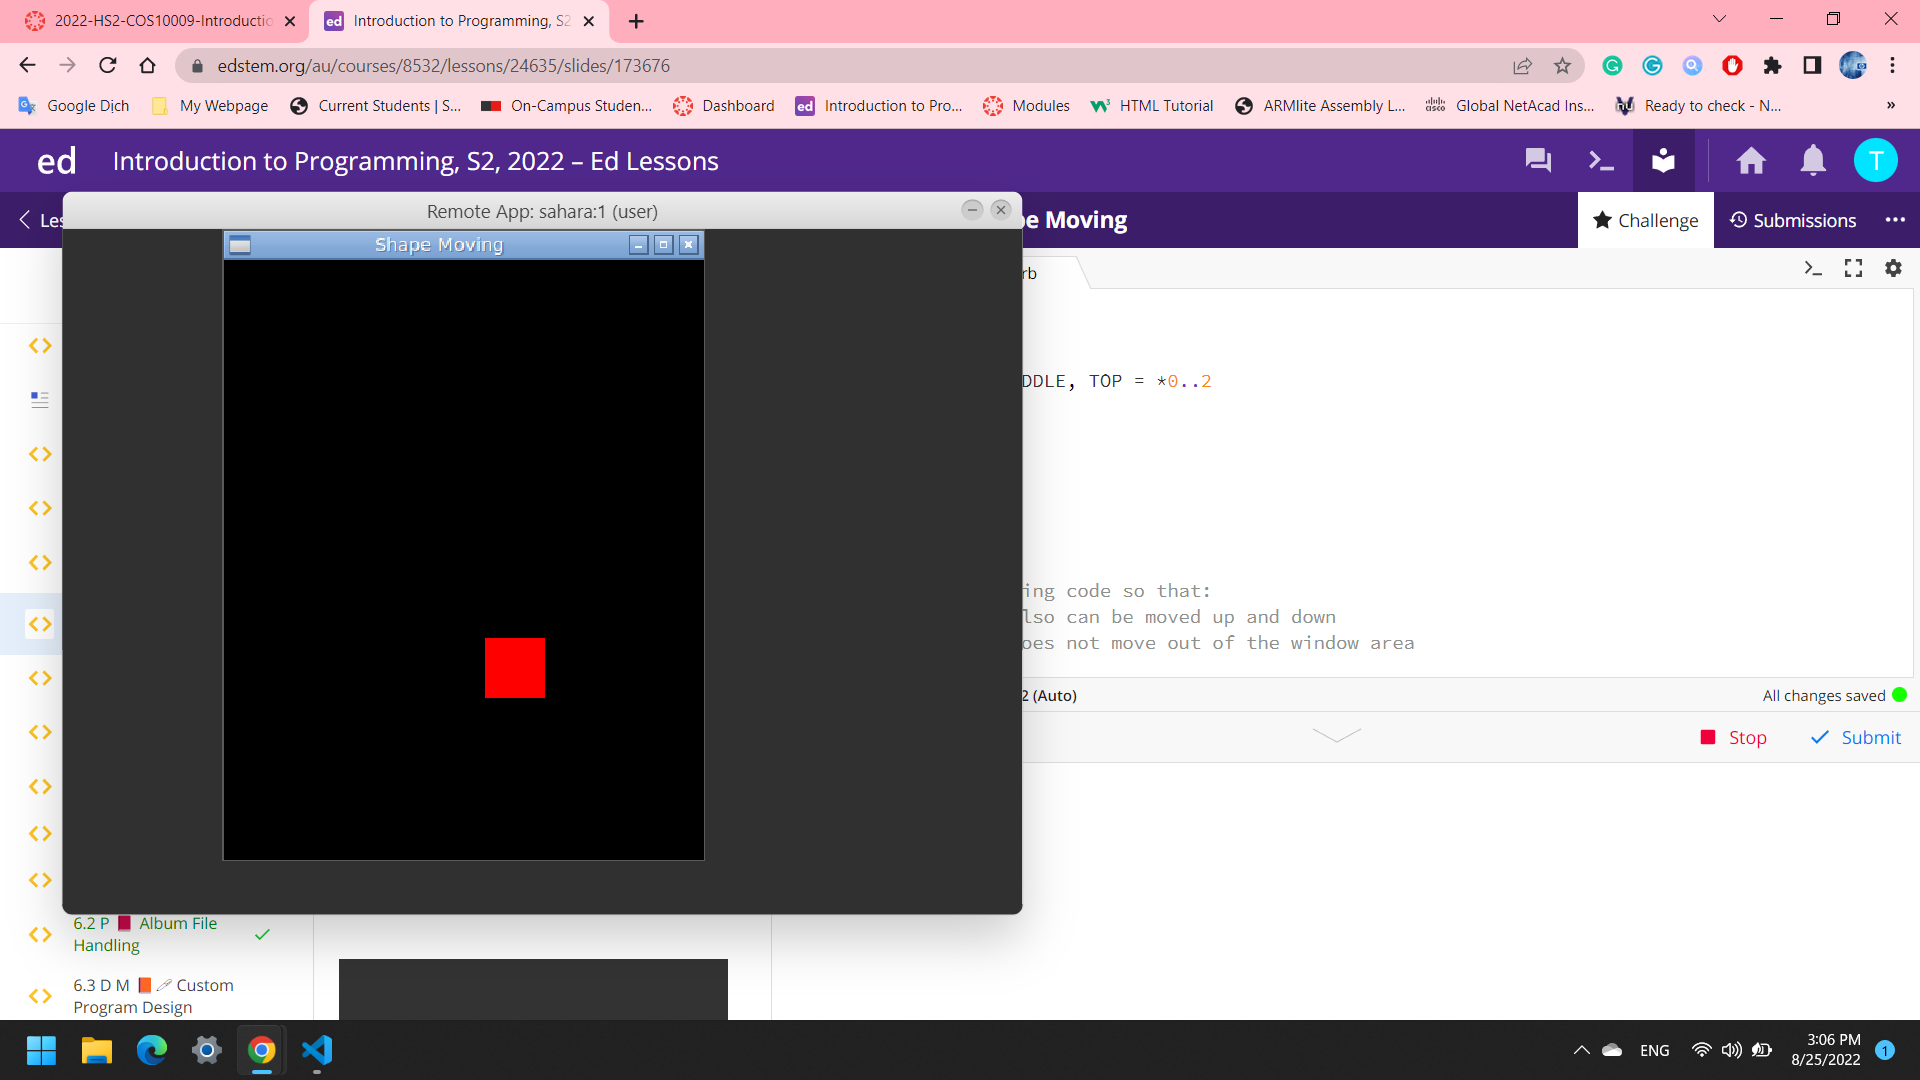 2022-HS2-COS10009-Introductio
ed Introduction to Programming, S2
edstem.org/au/courses/8532/lessons/24635/slides/173676
Google Dịch My Webpage Current Students | S... On-Campus Studen... Dashboard ed Introduction to Pro... Modules HTML Tutorial ARMlite Assembly L... Global NetAcad Ins... Ready to check - N... »
ed Introduction to Programming, S2, 2022 – Ed Lessons T
Les
Remote App: sahara:1 (user)
pe Moving
Challenge Submissions
Shape Moving
rb
DDLE, TOP = *0..2
ing code so that:
lso can be moved up and down
oes not move out of the window area
2 (Auto) All changes saved
Stop Submit
6.2 P Album File
Handling
6.3 D M Custom
Program Design
ENG
3:06 PM
8/25/2022 1